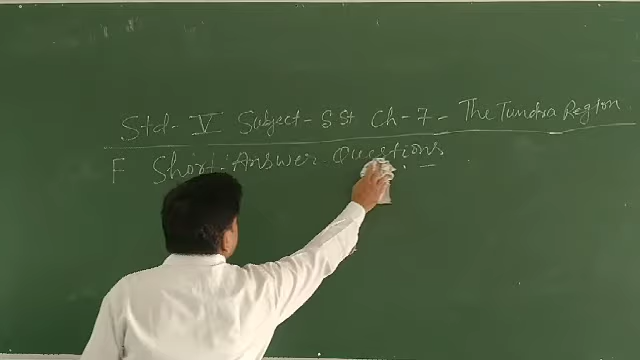 Std- V Subject- S St Ch-7- The Tundra Region
F Short Answer Questions